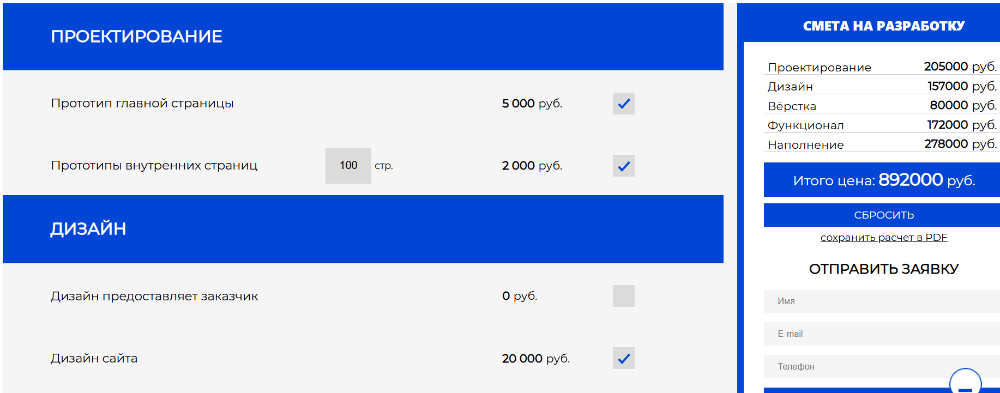 ПРОЕКТИРОВАНИЕ
Прототип главной страницы 5 000 руб.
Прототипы внутренних страниц 100 стр. 2 000 руб.
ДИЗАЙН
Дизайн предоставляет заказчик 0 руб.
Дизайн сайта 20 000 руб.
СМЕТА НА РАЗРАБОТКУ
Проектирование 205000 руб.
Дизайн 157000 руб.
Вёрстка 80000 руб.
Функционал 172000 руб.
Наполнение 278000 руб.
Итого цена: 892000 руб.
СБРОСИТЬ
сохранить расчет в PDF
ОТПРАВИТЬ ЗАЯВКУ
Имя
E-mail
Телефон